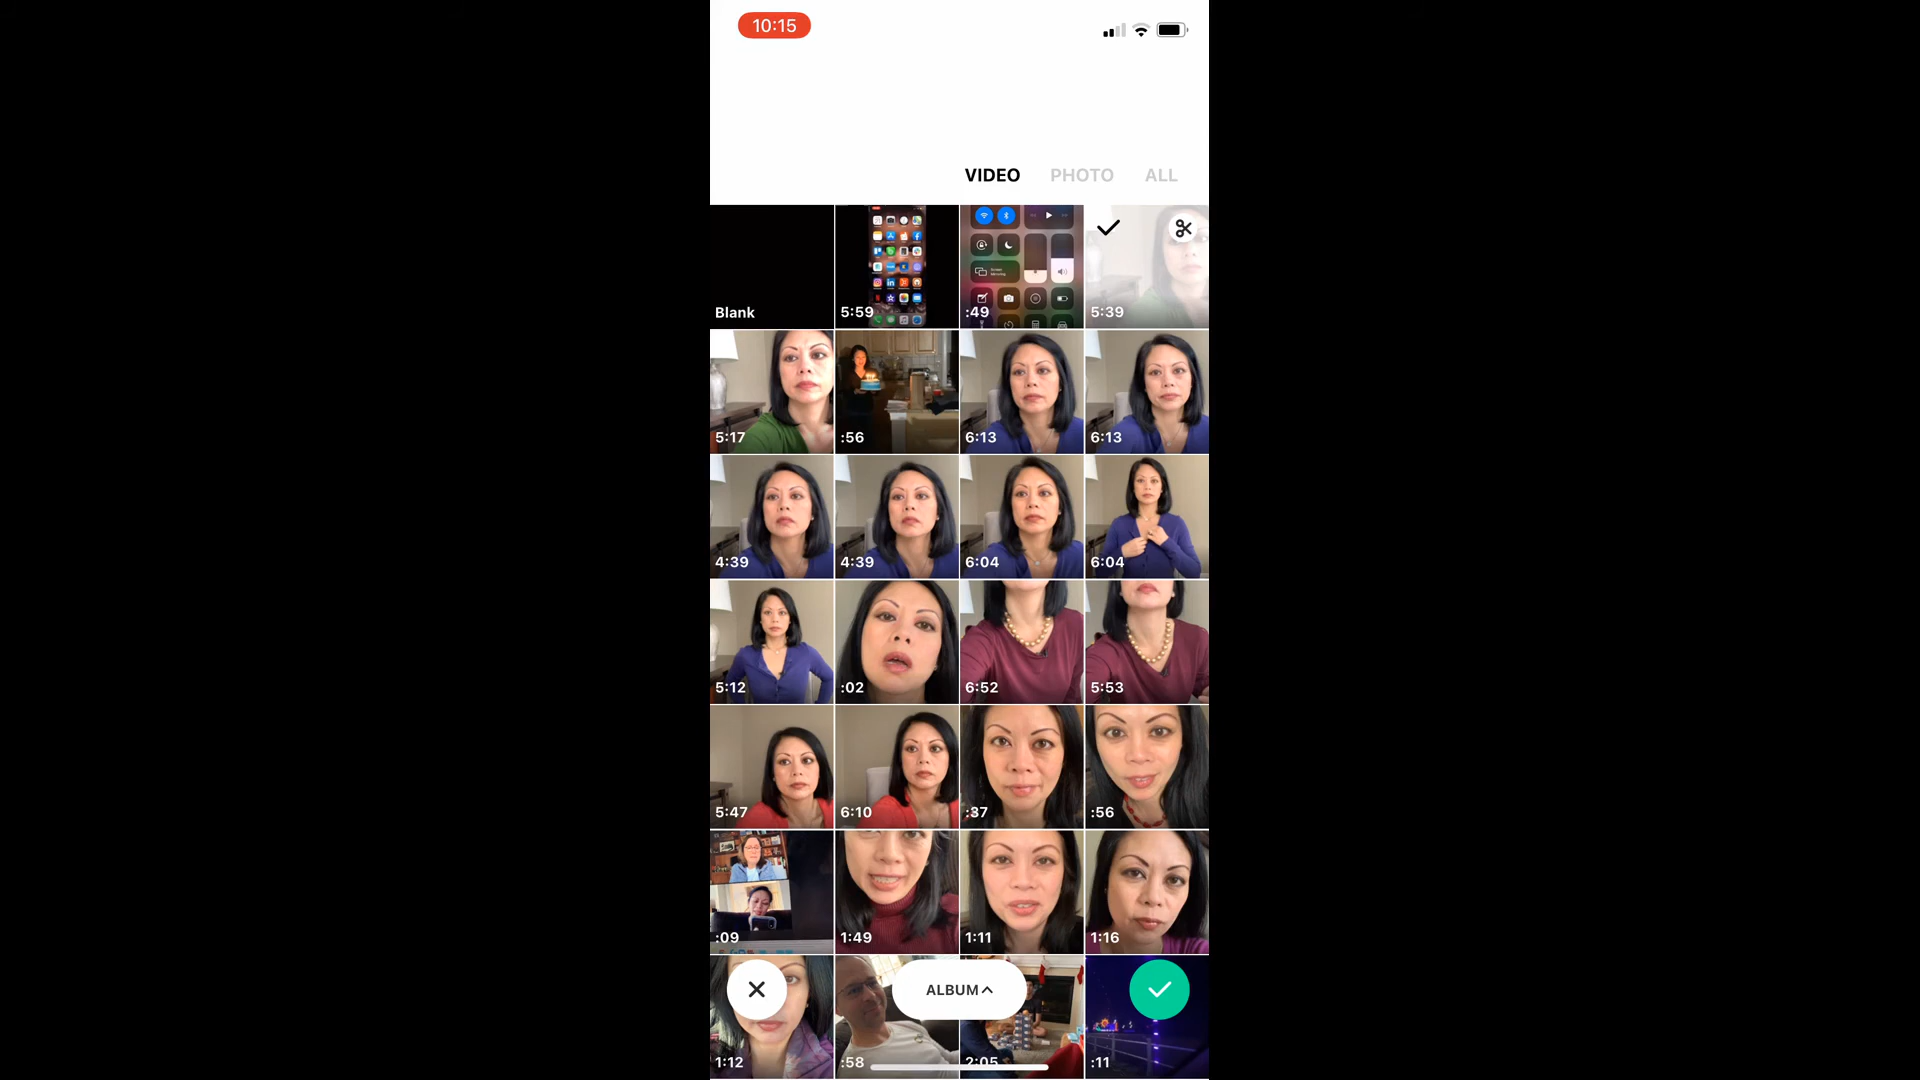 10:15
VIDEO PHOTO ALL
Blank 5:59 :49 5:39
5:17 :56 6:13 6:13
4:39 4:39 6:04 6:04
5:12 :02 6:52 5:53
5:47 6:10 :37 :56
:09 1:49 1:11 1:16
ALBUM
1:12 :58 2:05 :11